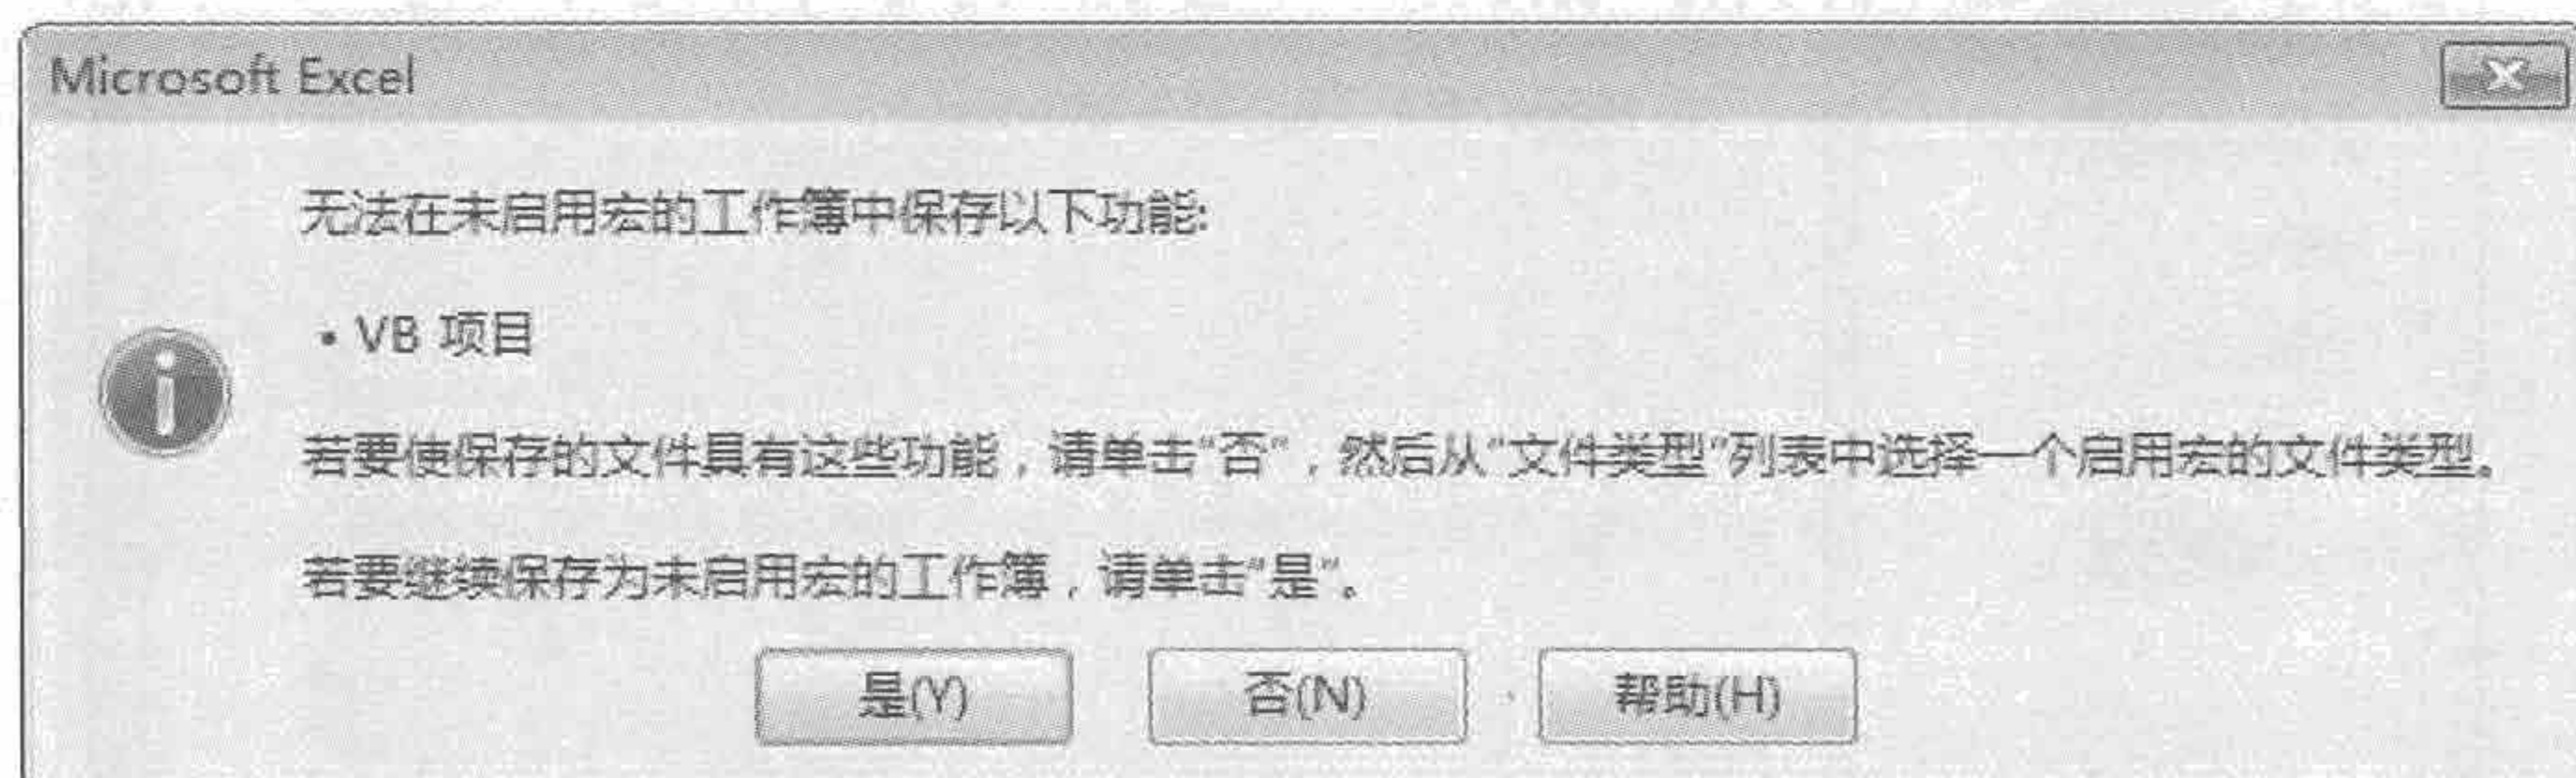 Microsoft Excel
无法在未启用宏的工作簿中保存以下功能:
• VB 项目
若要使保存的文件具有这些功能，请单击“否”，然后从“文件类型”列表中选择一个启用宏的文件类型。
若要继续保存为未启用宏的工作簿，请单击“是”。
是(Y) 否(N) 帮助(H)